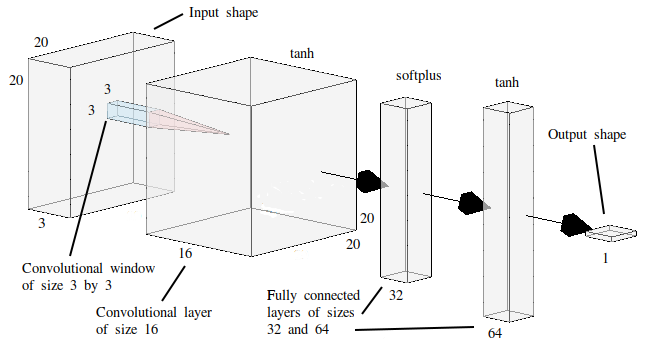 Input shape
20
20
tanh
softplus
tanh
3
3
Output shape
3
20
20
16
1
Convolutional window
of size 3 by 3
Convolutional layer
of size 16
Fully connected
layers of sizes
32 and 64
32
64